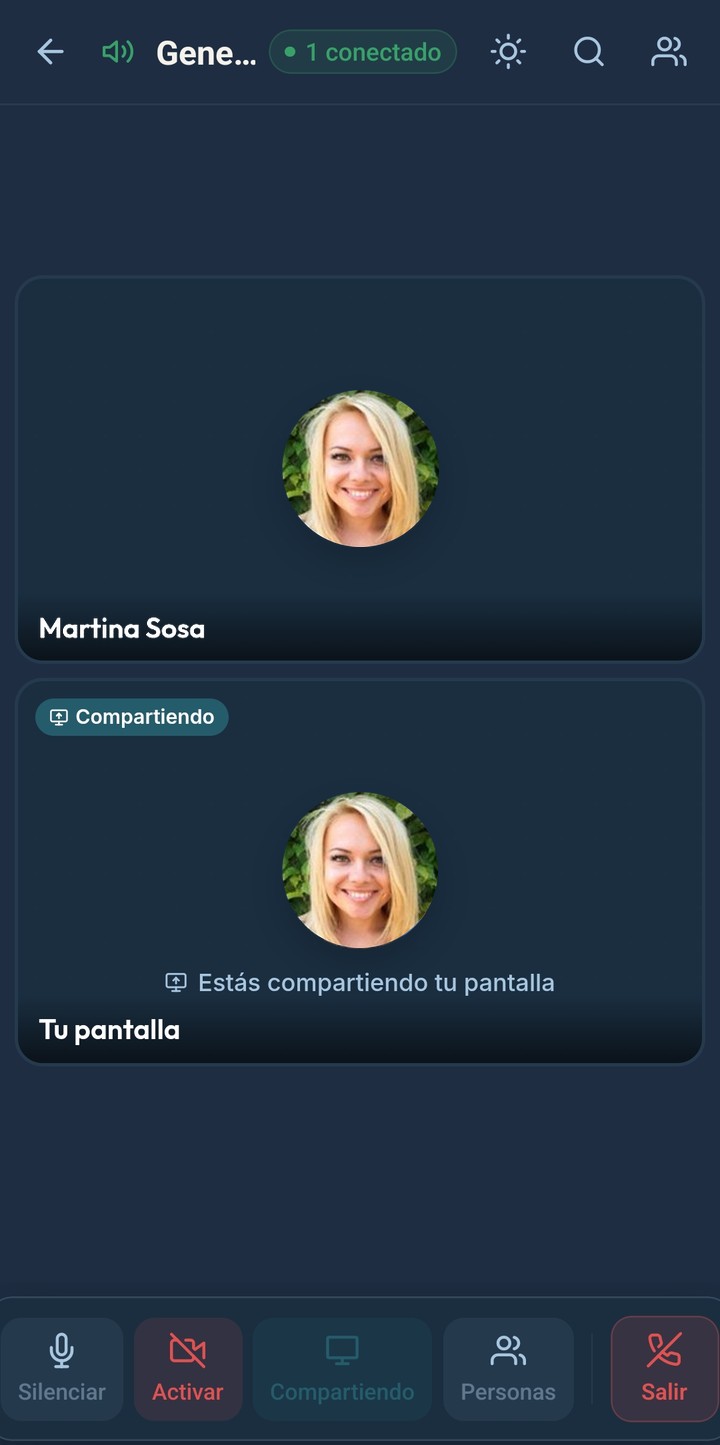 Gene...
1 conectado
Martina Sosa
Compartiendo
Estás compartiendo tu pantalla
Tu pantalla
Silenciar
Activar
Compartiendo
Personas
Salir